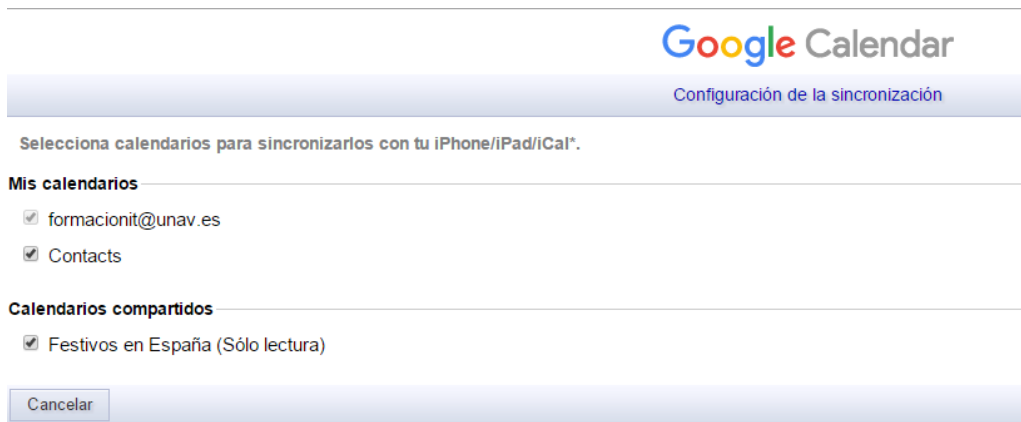 Google Calendar
Configuración de la sincronización
Selecciona calendarios para sincronizarlos con tu iPhone/iPad/iCal*.
Mis calendarios
formacionit@unav.es
Contacts
Calendarios compartidos
Festivos en España (Sólo lectura)
Cancelar